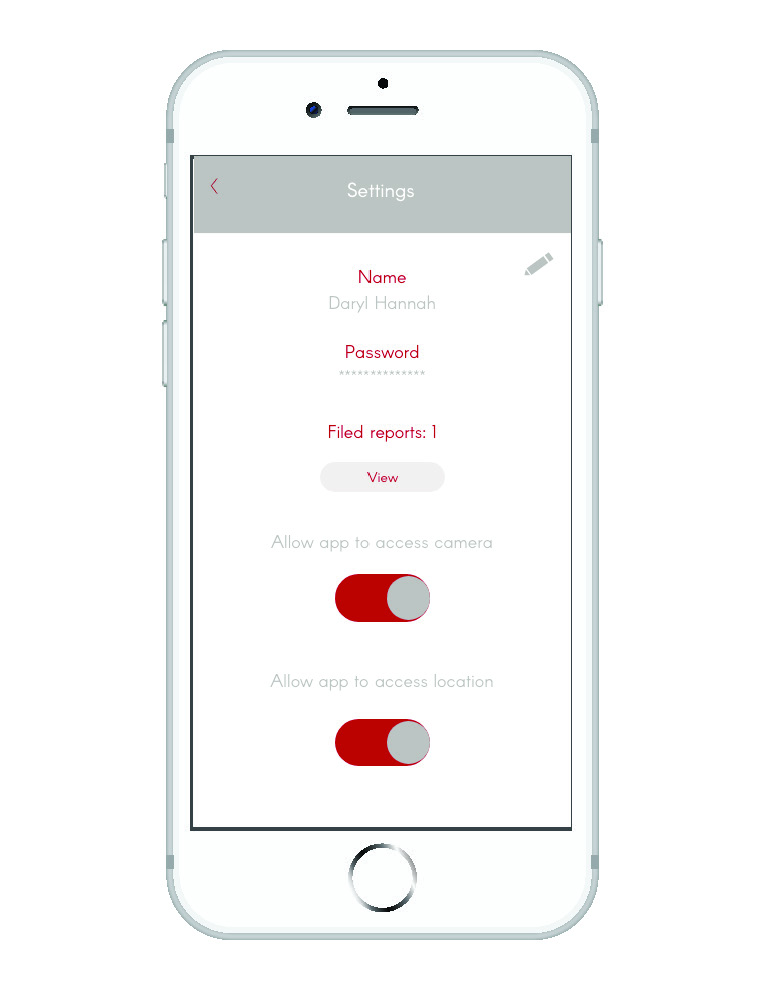 Settings
Name
Daryl Hannah
Password
**************
Filed reports: 1
View
Allow app to access camera
Allow app to access location